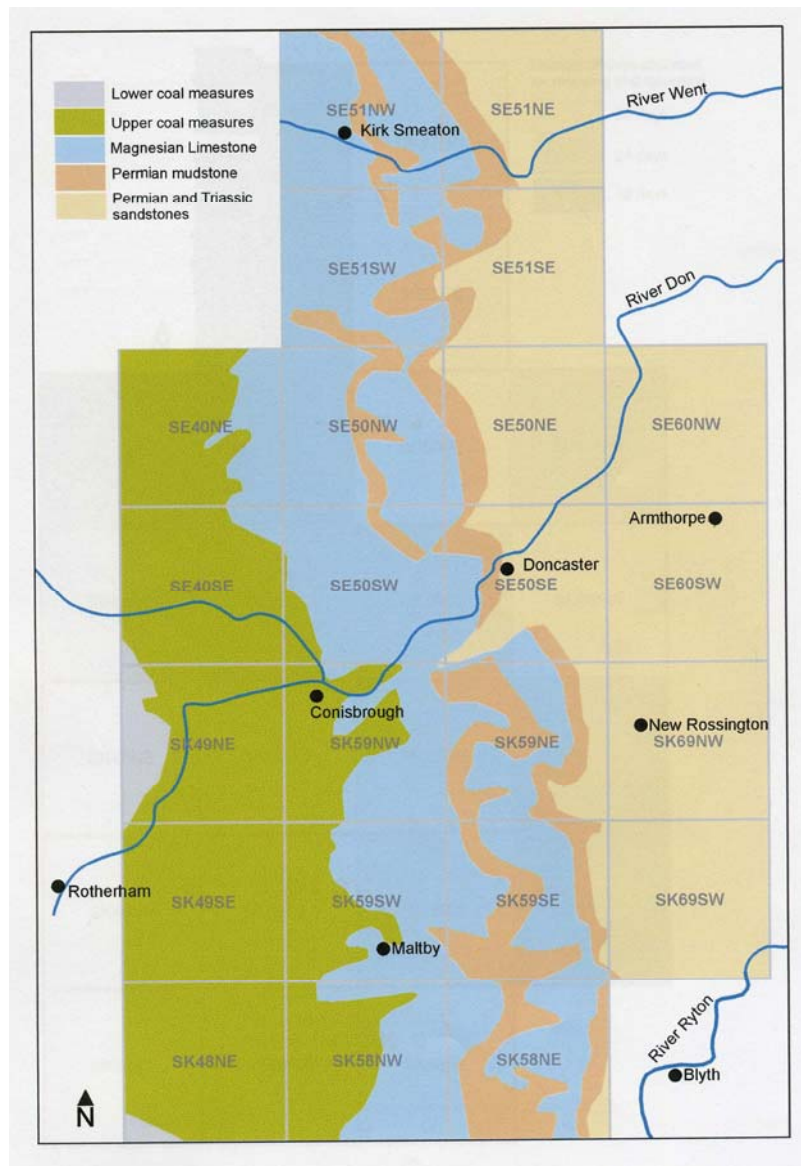 Lower coal measures
Upper coal measures
Magnesian Limestone
Permian mudstone
Permian and Triassic
sandstones
SE51NW
SE51NE
River Went
Kirk Smeaton
SE51SW
SE51SE
River Don
SE40NE
SE50NW
SE50NE
SE60NW
Armthorpe
Doncaster
SE40SE
SE50SW
SE50SE
SE60SW
Conisbrough
New Rossington
SK49NE
SK59NW
SK59NE
SK69NW
Rotherham
SK49SE
SK59SW
SK59SE
SK69SW
Maltby
River Ryton
SK48NE
SK58NW
SK58NE
Blyth
N